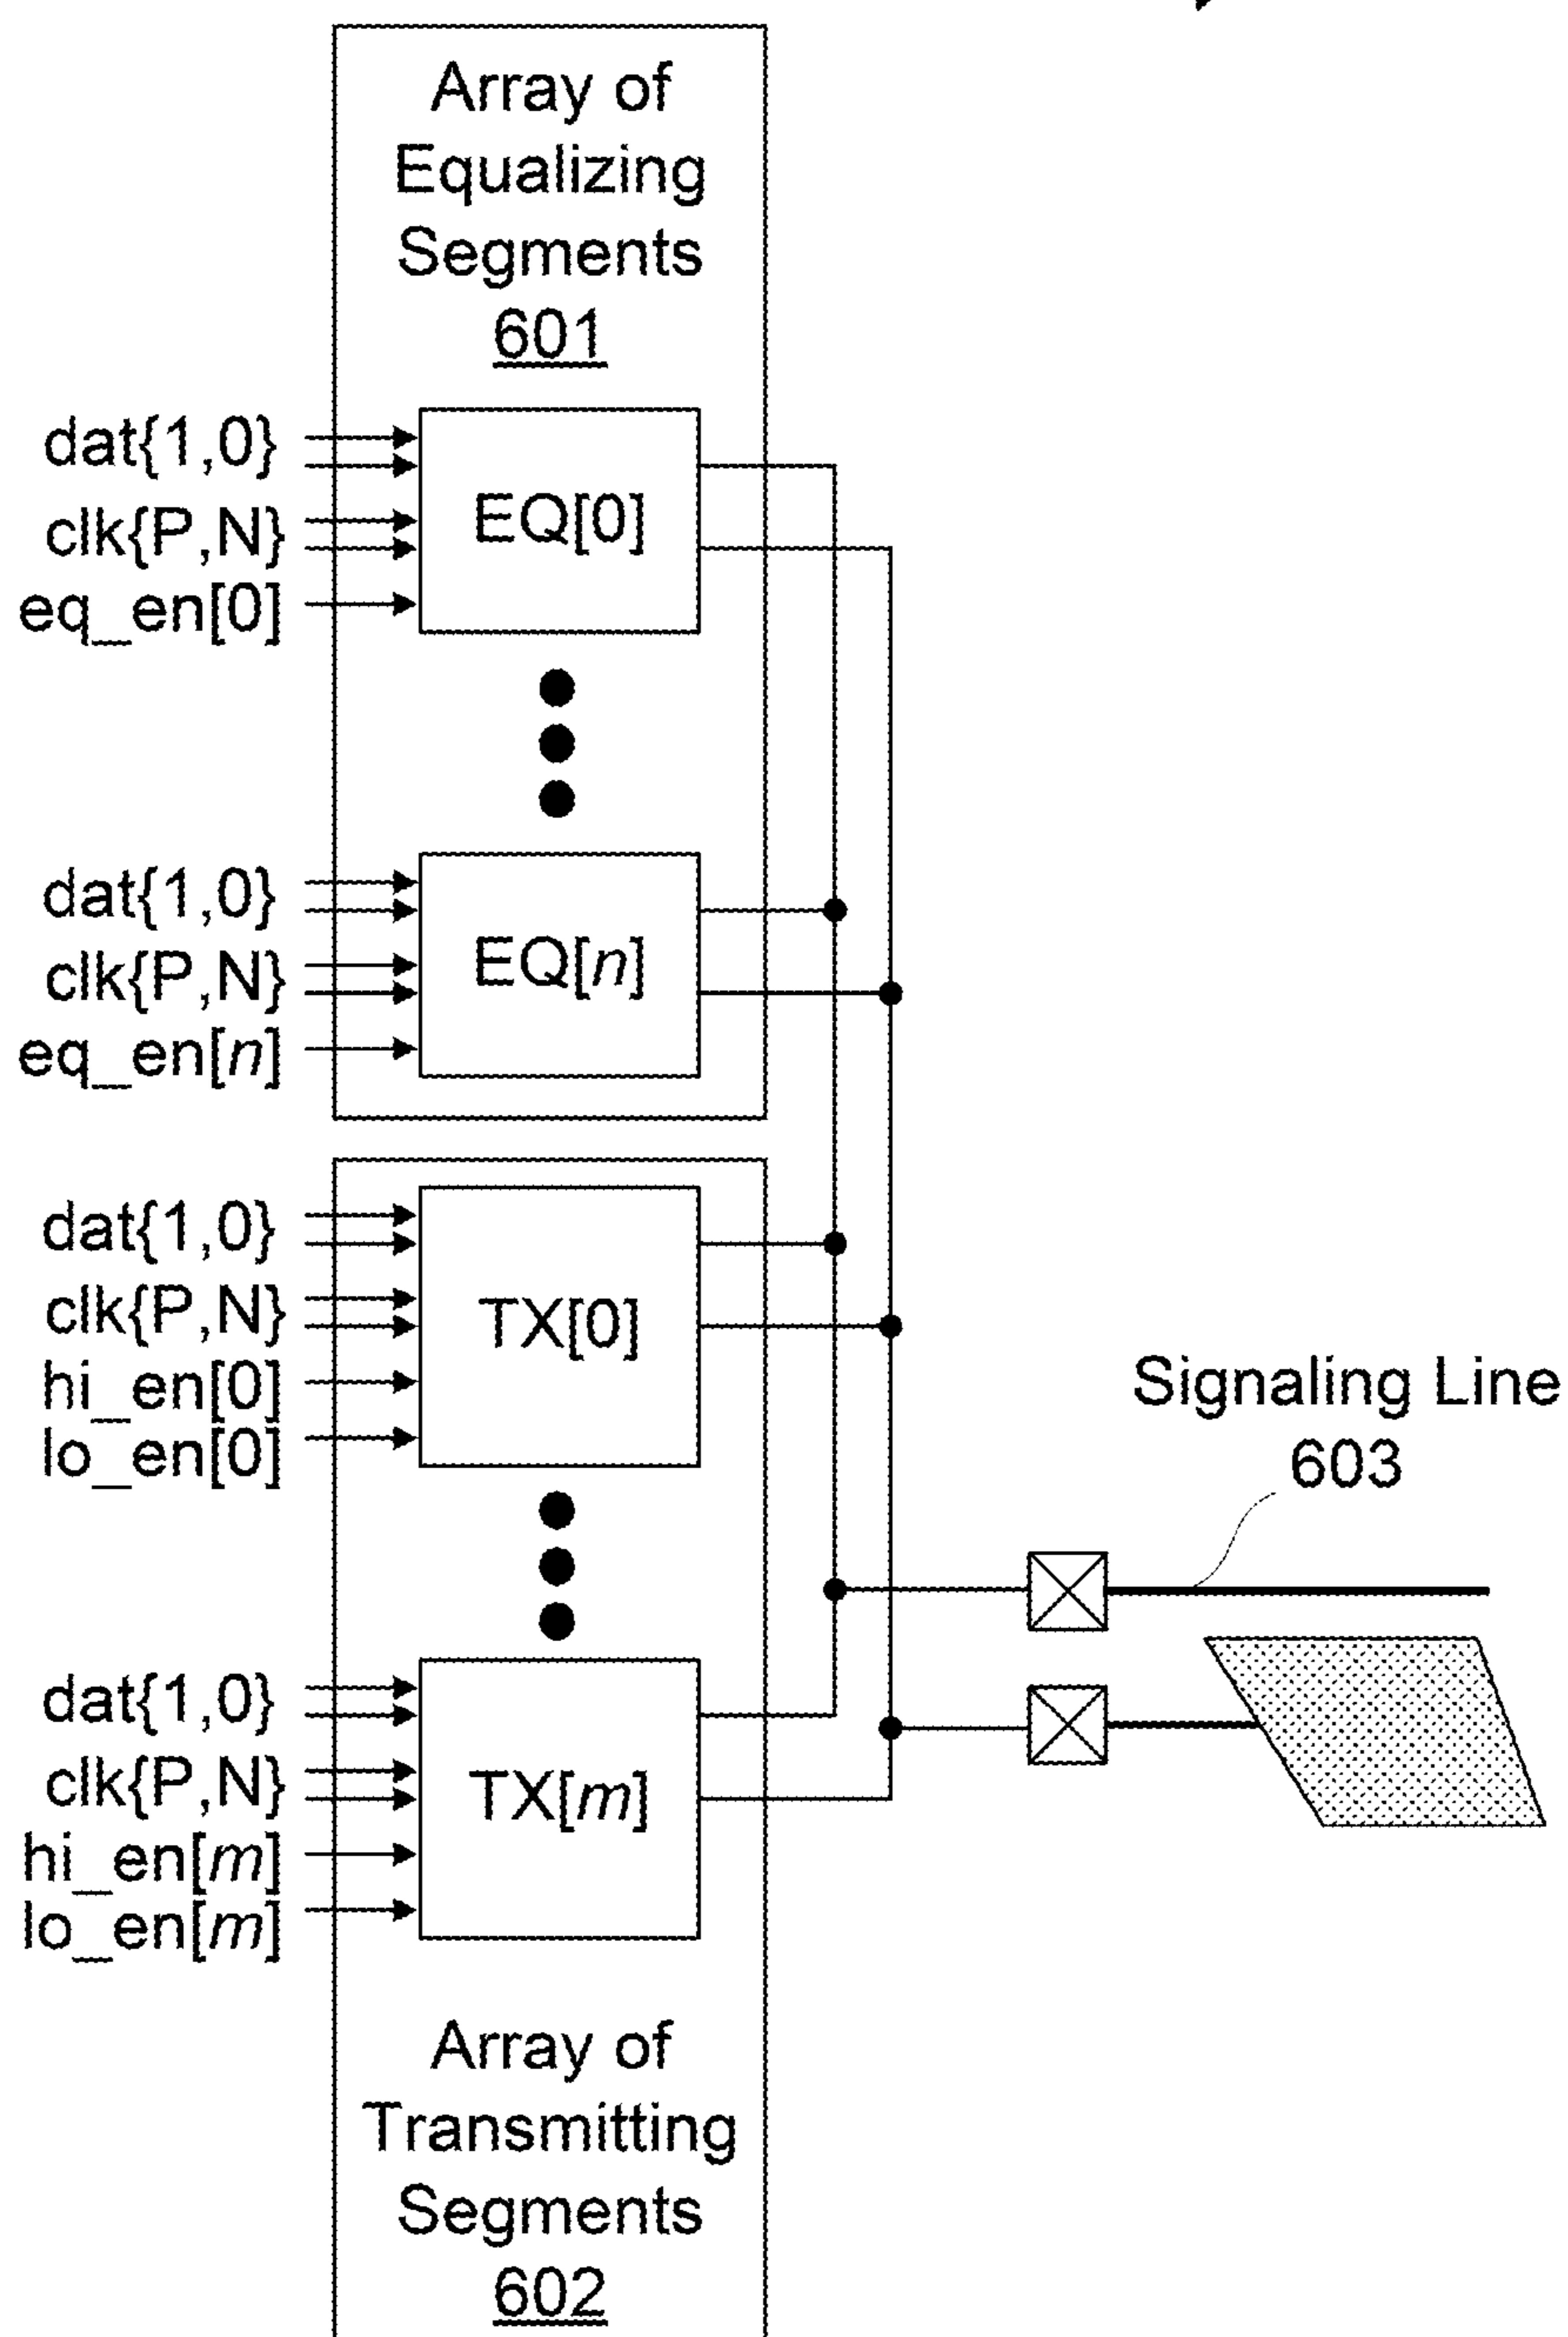 Array of
Equalizing
Segments
601
dat{1,0}
clk{P,N}
eq_en[0]
EQ[0]
dat{1,0}
clk{P,N}
eq_en[n]
EQ[n]
dat{1,0}
clk{P,N}
hi_en[0]
lo_en[0]
TX[0]
Signaling Line
603
dat{1,0}
clk{P,N}
hi_en[m]
lo_en[m]
TX[m]
Array of
Transmitting
Segments
602